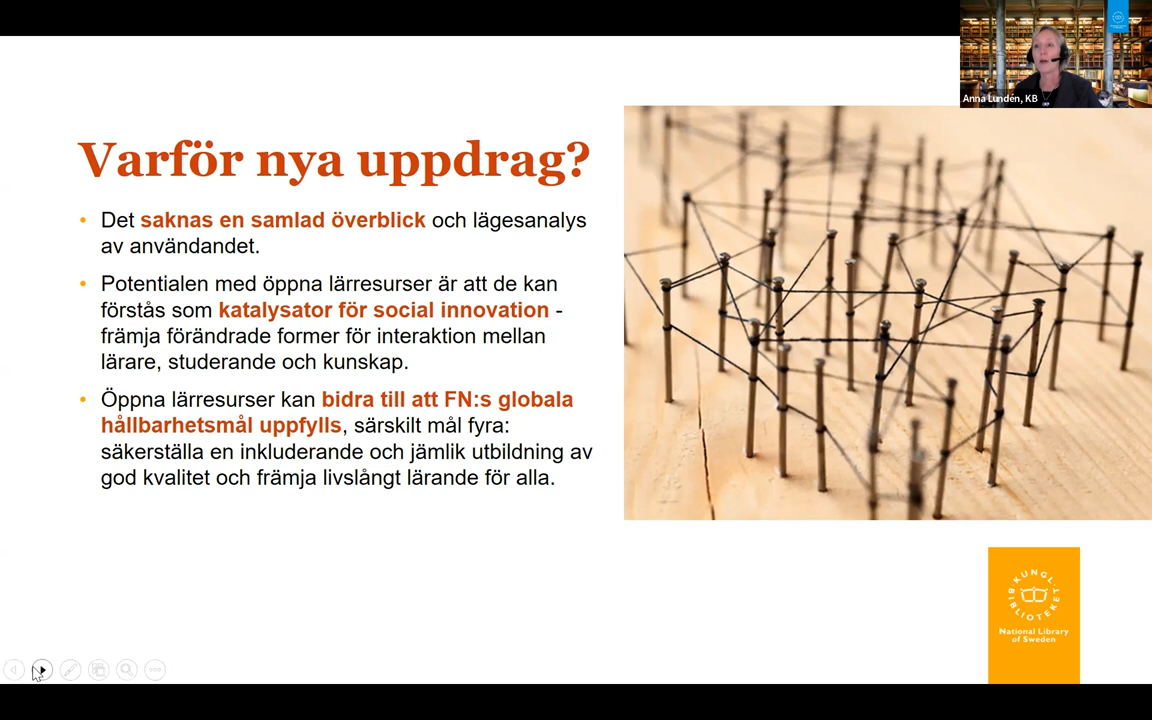 Anna Lundén, KB
Varför nya uppdrag?
• Det saknas en samlad överblick och lägesanalys
av användandet.
• Potentialen med öppna lärresurser är att de kan
förstås som katalysator för social innovation -
främja förändrade former för interaktion mellan
lärare, studerande och kunskap.
• Öppna lärresurser kan bidra till att FN:s globala
hållbarhetsmål uppfylls, särskilt mål fyra:
säkerställa en inkluderande och jämlik utbildning av
god kvalitet och främja livslångt lärande för alla.
KUNGL.
BIBLIOTEKET
National Library
of Sweden